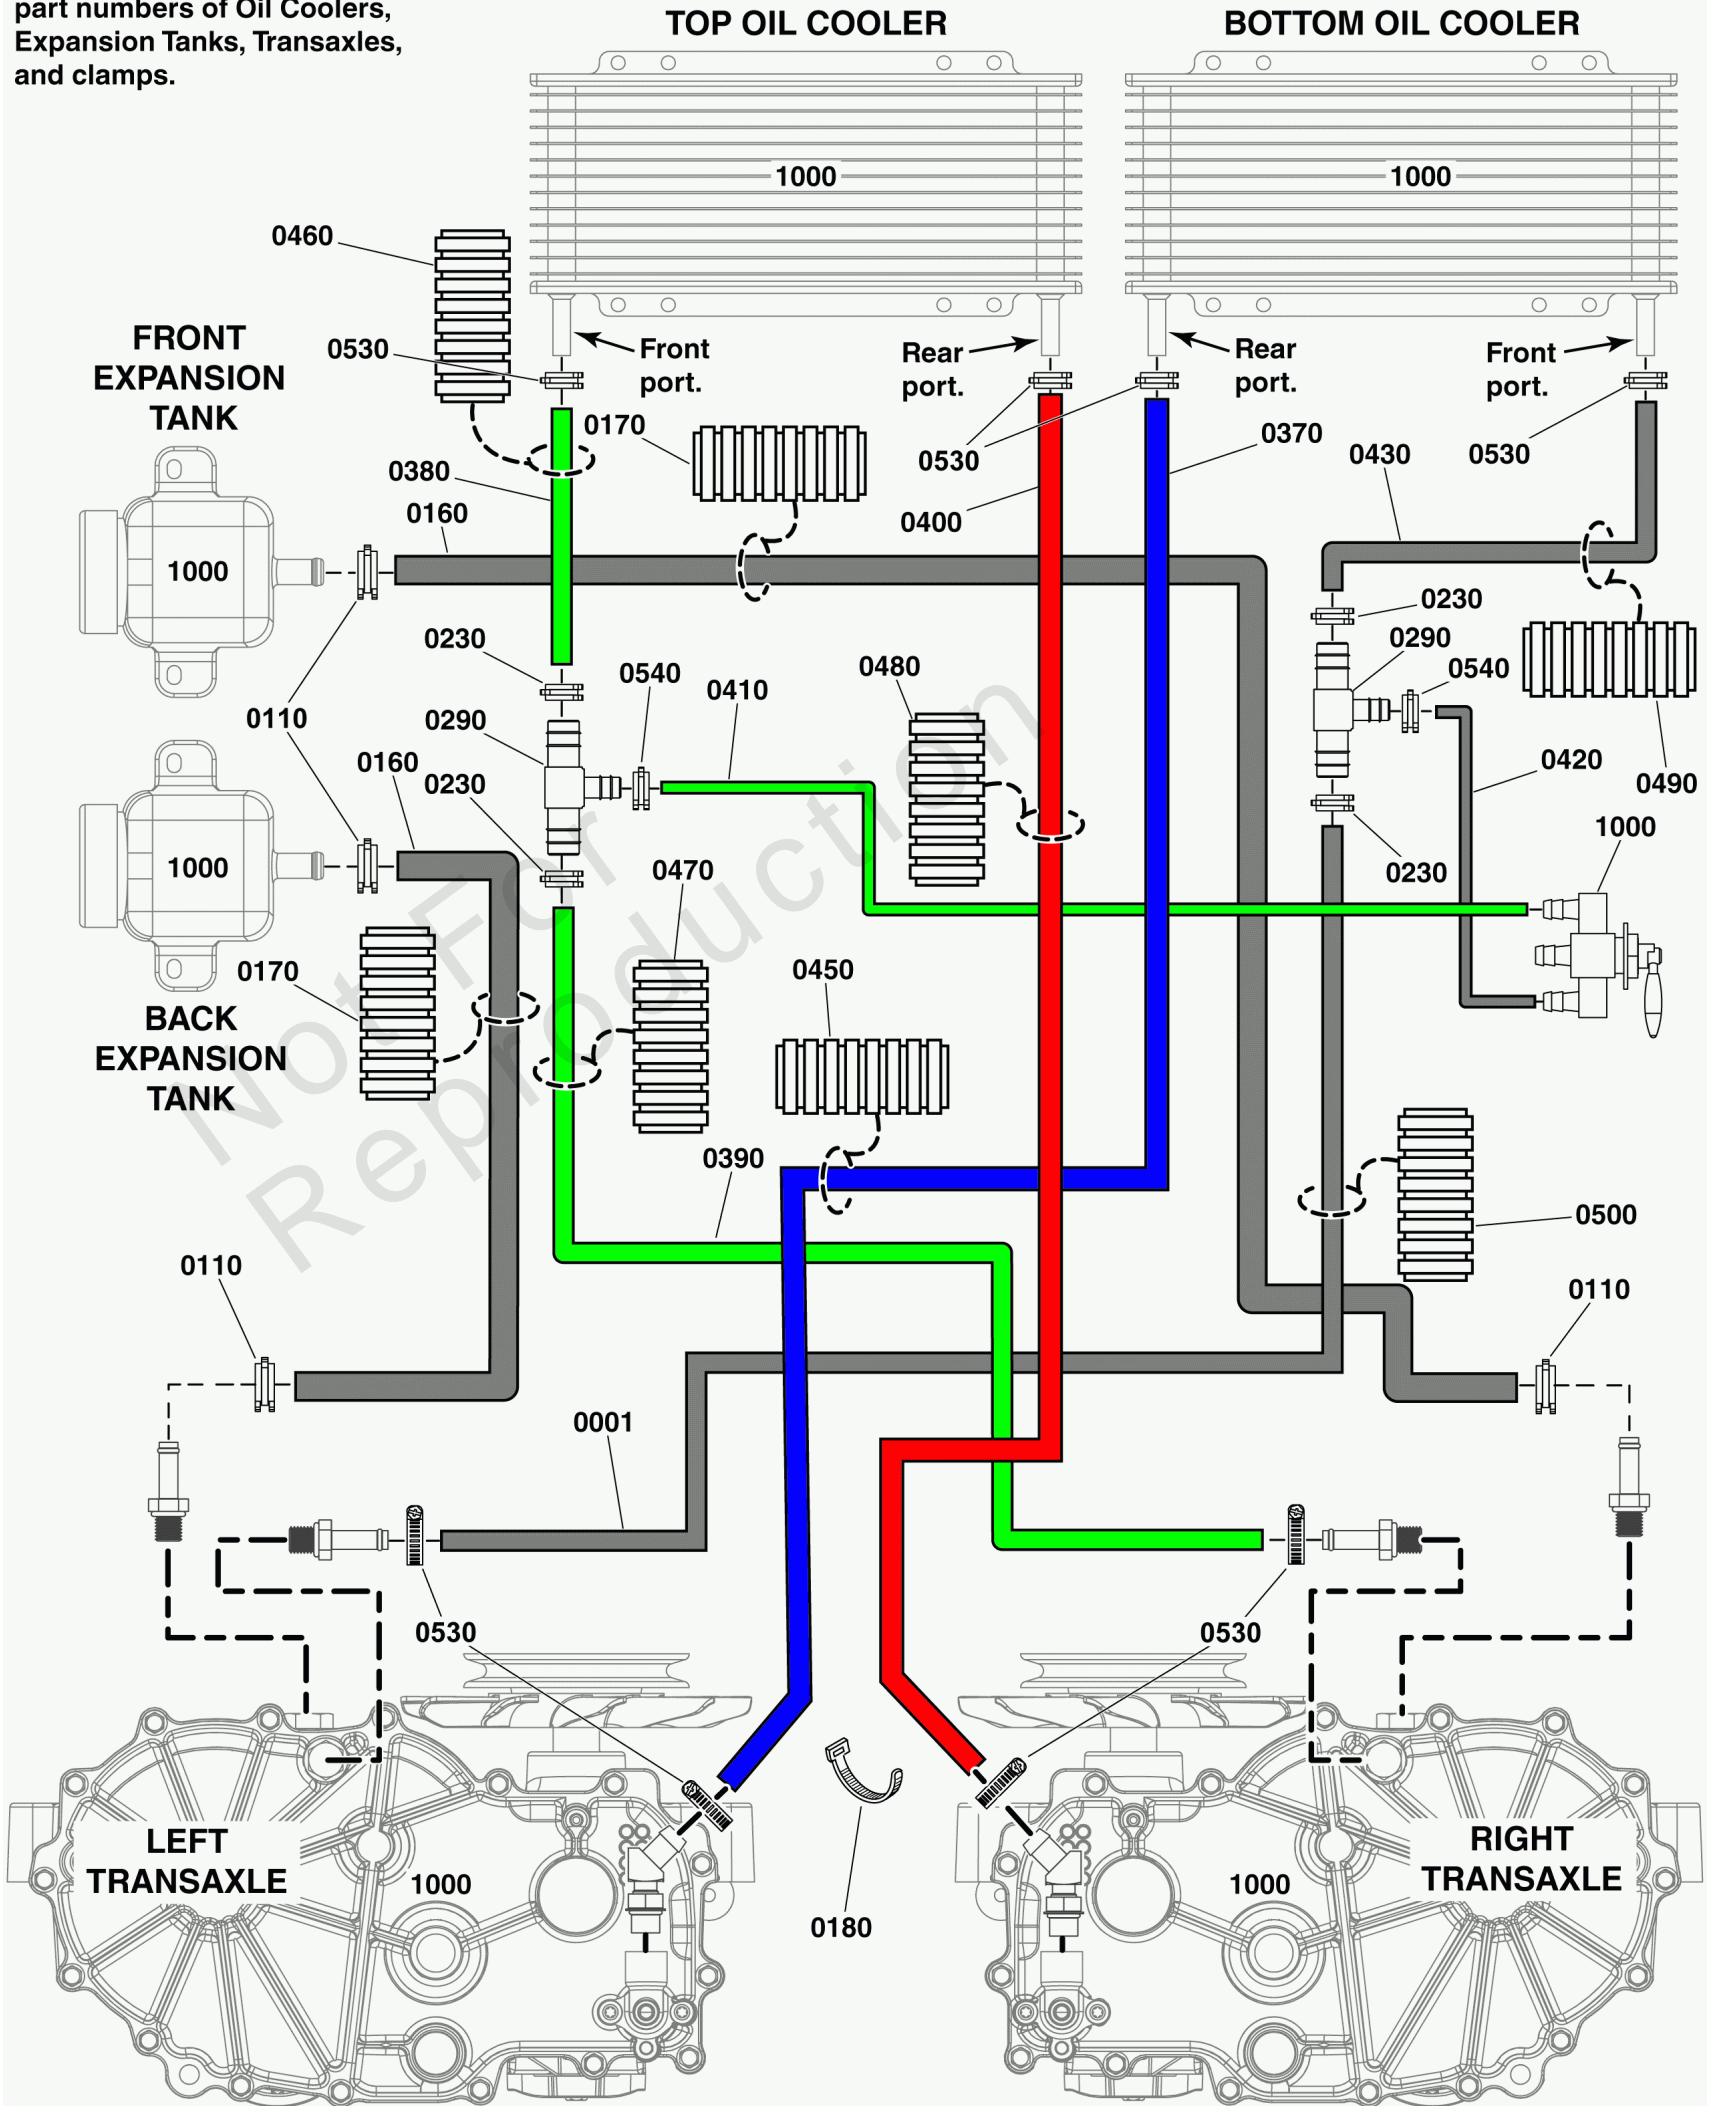 part numbers of Oil Coolers,
Expansion Tanks, Transaxles,
and clamps.
TOP OIL COOLER
BOTTOM OIL COOLER
1000
1000
0460
FRONT
EXPANSION
TANK
0530
Front
port.
Rear
port.
Rear
port.
Front
port.
0170
0380
0160
0530
0400
0370
0430
0530
1000
0230
0290
0540
0230
0290
0540
0110
0230
0410
0480
0160
0420
0490
1000
0230
1000
0470
0450
0170
BACK
EXPANSION
TANK
Not For
Reproduction
0390
0500
0110
0110
0001
0530
0530
LEFT
TRANSAXLE
1000
0180
1000
RIGHT
TRANSAXLE